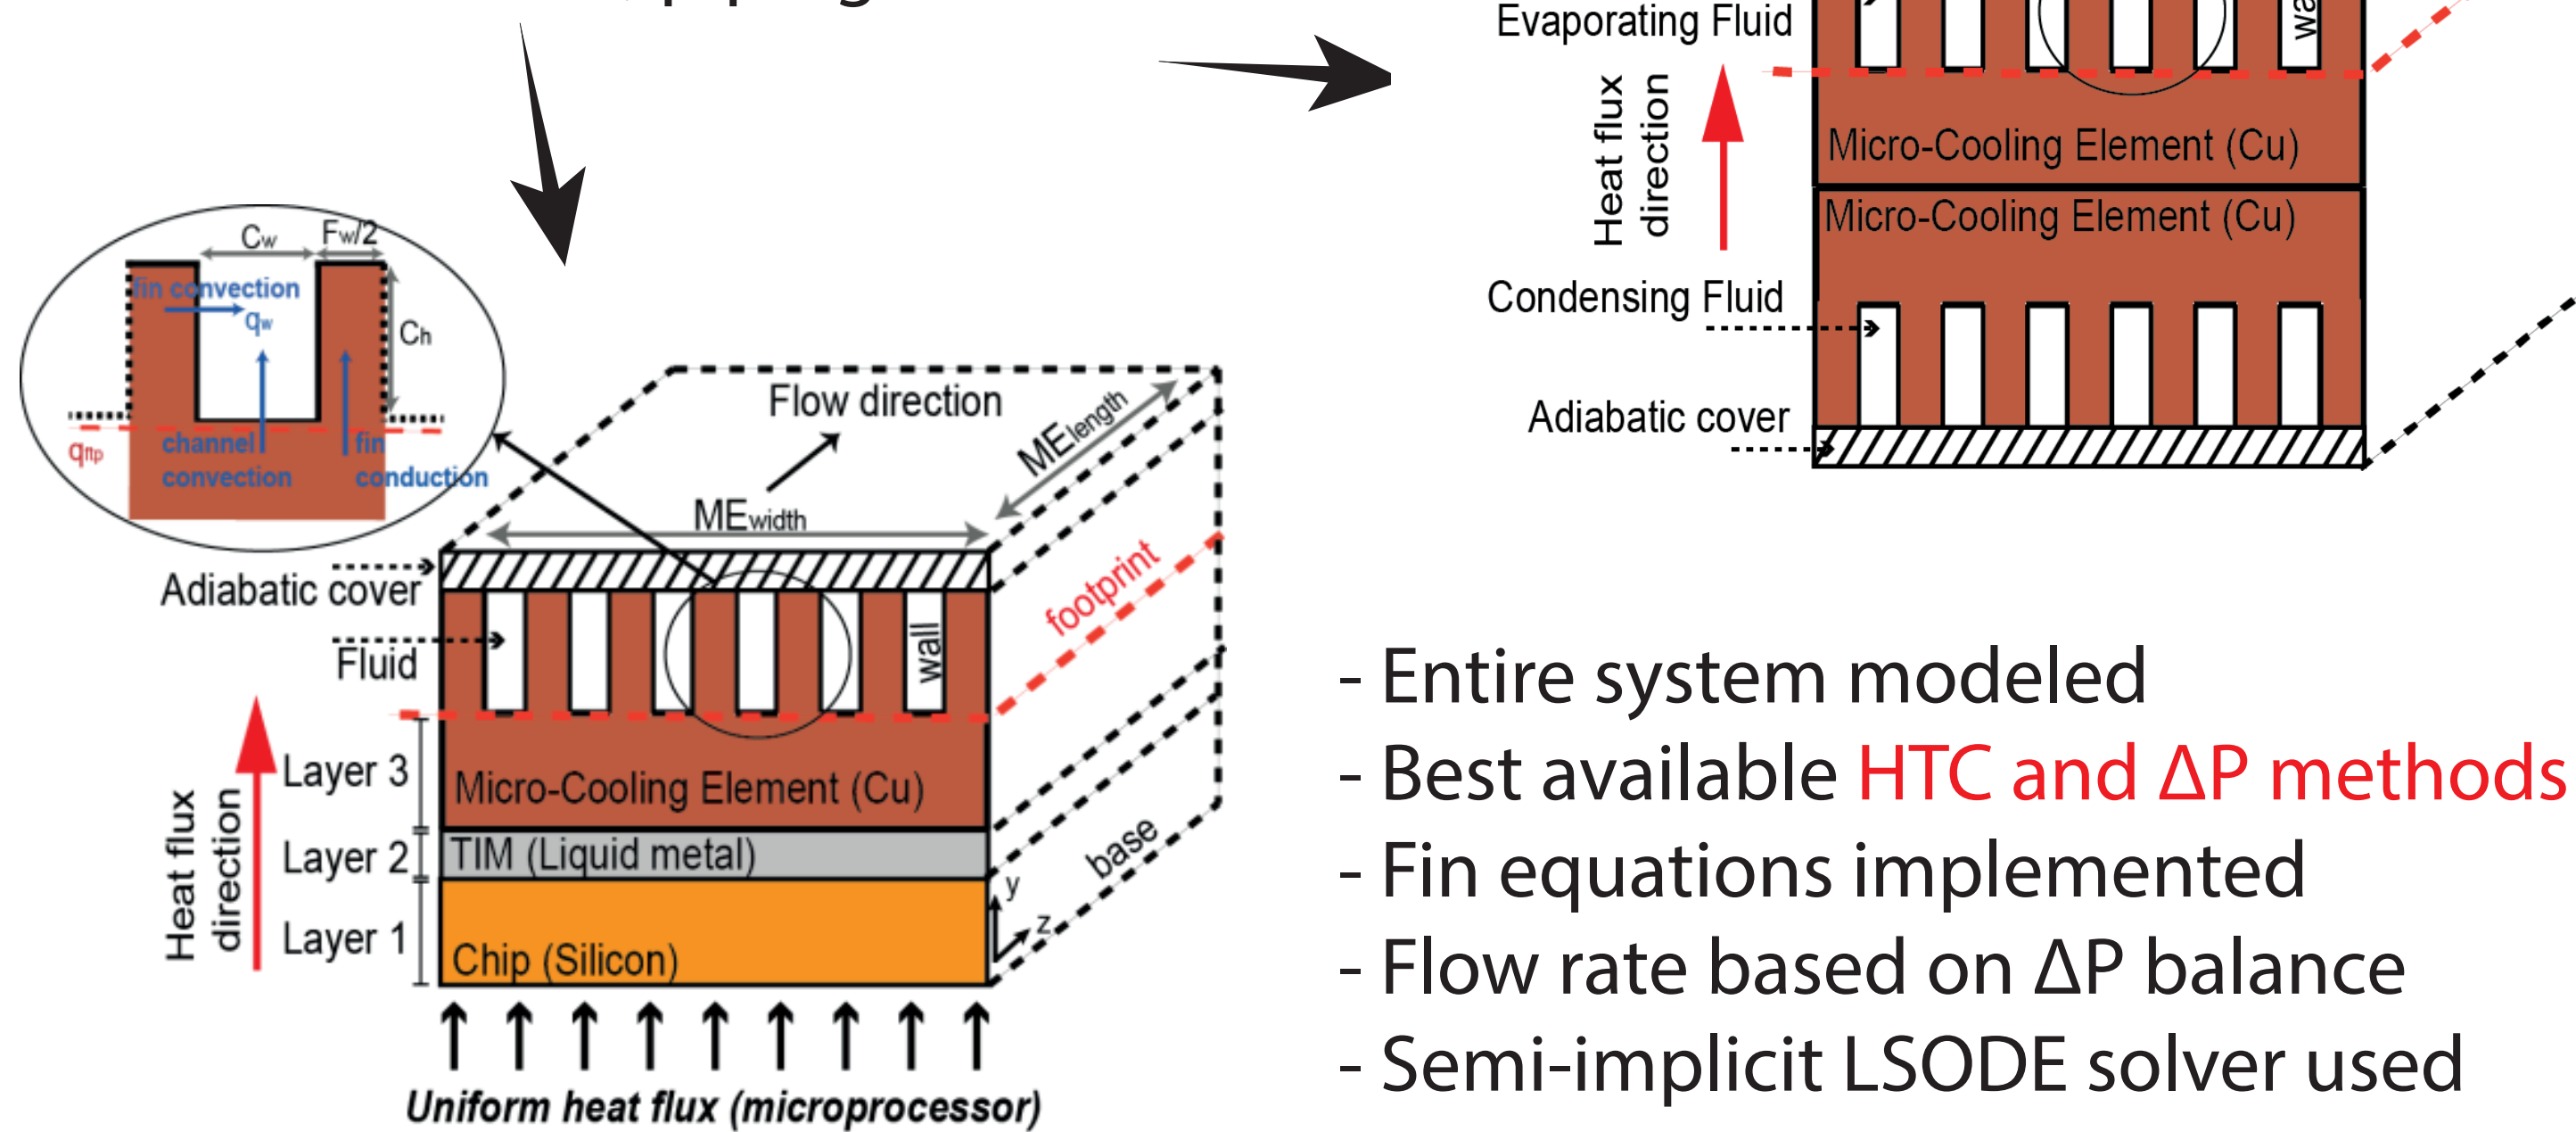 Evaporating Fluid
Heat flux
direction
Micro-Cooling Element (Cu)
Micro-Cooling Element (Cu)
Condensing Fluid
Adiabatic cover
Cw
Fw/2
fin convection
qw
Ch
qftp
channel
convection
fin
conduction
Flow direction
MElength
MEwidth
Adiabatic cover
Fluid
wall
footprint
Heat flux
direction
Layer 3
Micro-Cooling Element (Cu)
Layer 2
TIM (Liquid metal)
Layer 1
Chip (Silicon)
base
y
z
Uniform heat flux (microprocessor)
- Entire system modeled
- Best available HTC and ΔP methods
- Fin equations implemented
- Flow rate based on ΔP balance
- Semi-implicit LSODE solver used